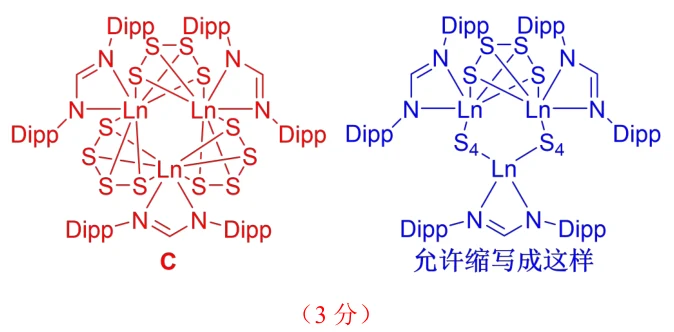 Dipp Dipp
S S
N S S N
N Ln Ln N
Dipp S S Dipp
S Ln S
S S S S
Dipp N N Dipp
C
Dipp Dipp
S S
N S S N
N Ln Ln N
Dipp S4 S4 Dipp
Ln
Dipp N N Dipp
允许缩写成这样
（3 分）